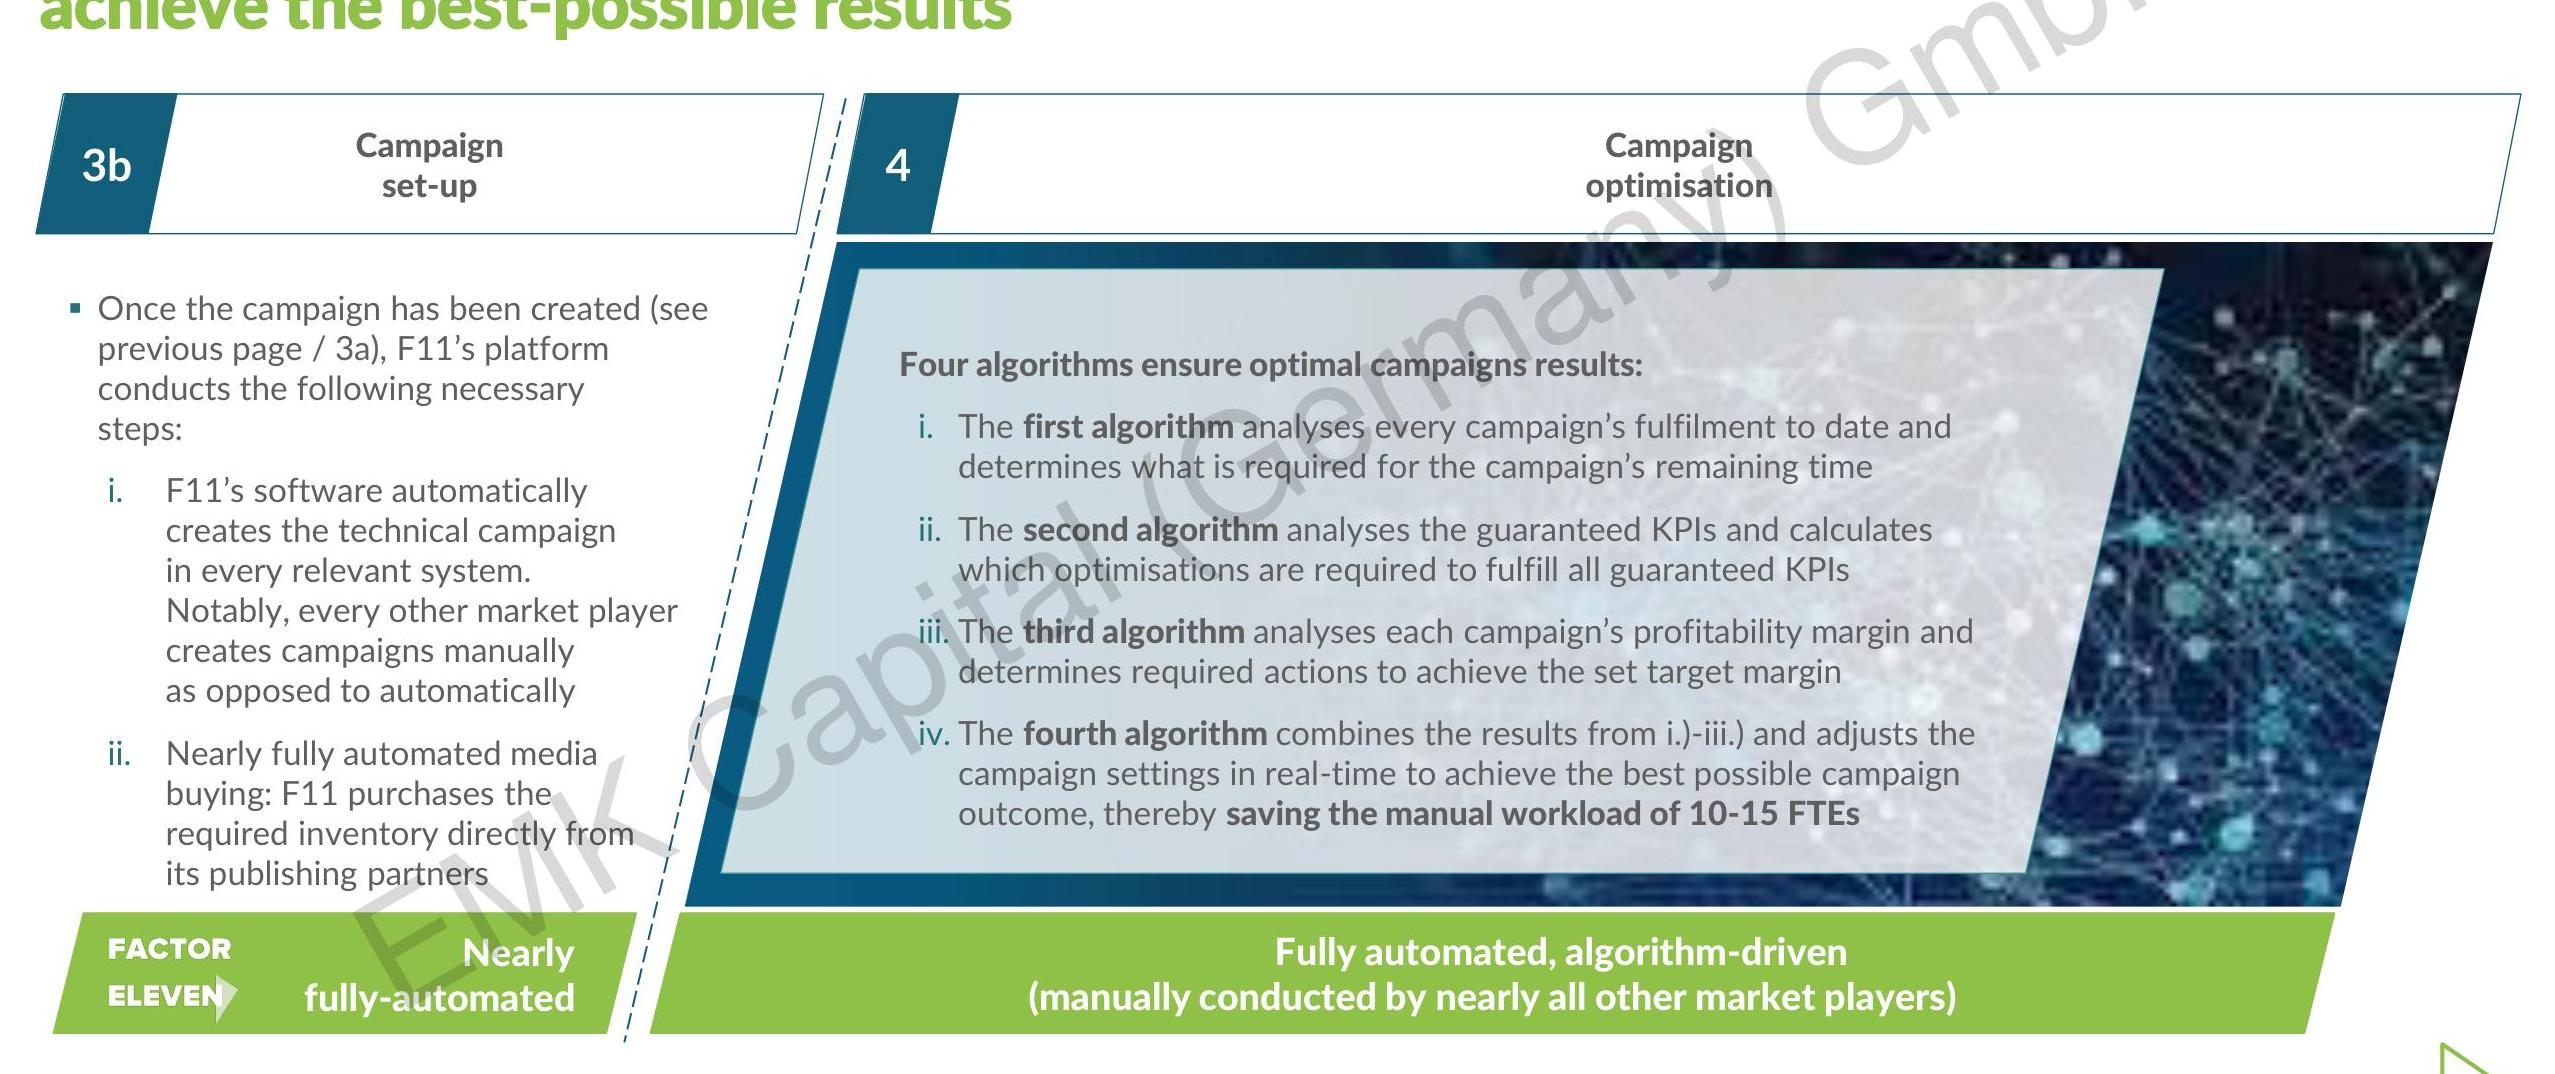 achieve the best-possible results
3b
Campaign
set-up
4
Campaign
optimisation
▪ Once the campaign has been created (see
previous page / 3a), F11’s platform
conducts the following necessary
steps:
i. F11’s software automatically
creates the technical campaign
in every relevant system.
Notably, every other market player
creates campaigns manually
as opposed to automatically
ii. Nearly fully automated media
buying: F11 purchases the
required inventory directly from
its publishing partners
Four algorithms ensure optimal campaigns results:
i. The first algorithm analyses every campaign’s fulfilment to date and
determines what is required for the campaign’s remaining time
ii. The second algorithm analyses the guaranteed KPIs and calculates
which optimisations are required to fulfill all guaranteed KPIs
iii. The third algorithm analyses each campaign’s profitability margin and
determines required actions to achieve the set target margin
iv. The fourth algorithm combines the results from i.)-iii.) and adjusts the
campaign settings in real-time to achieve the best possible campaign
outcome, thereby saving the manual workload of 10-15 FTEs
FACTOR
ELEVEN
Nearly
fully-automated
Fully automated, algorithm-driven
(manually conducted by nearly all other market players)
EMK Capital (Germany)